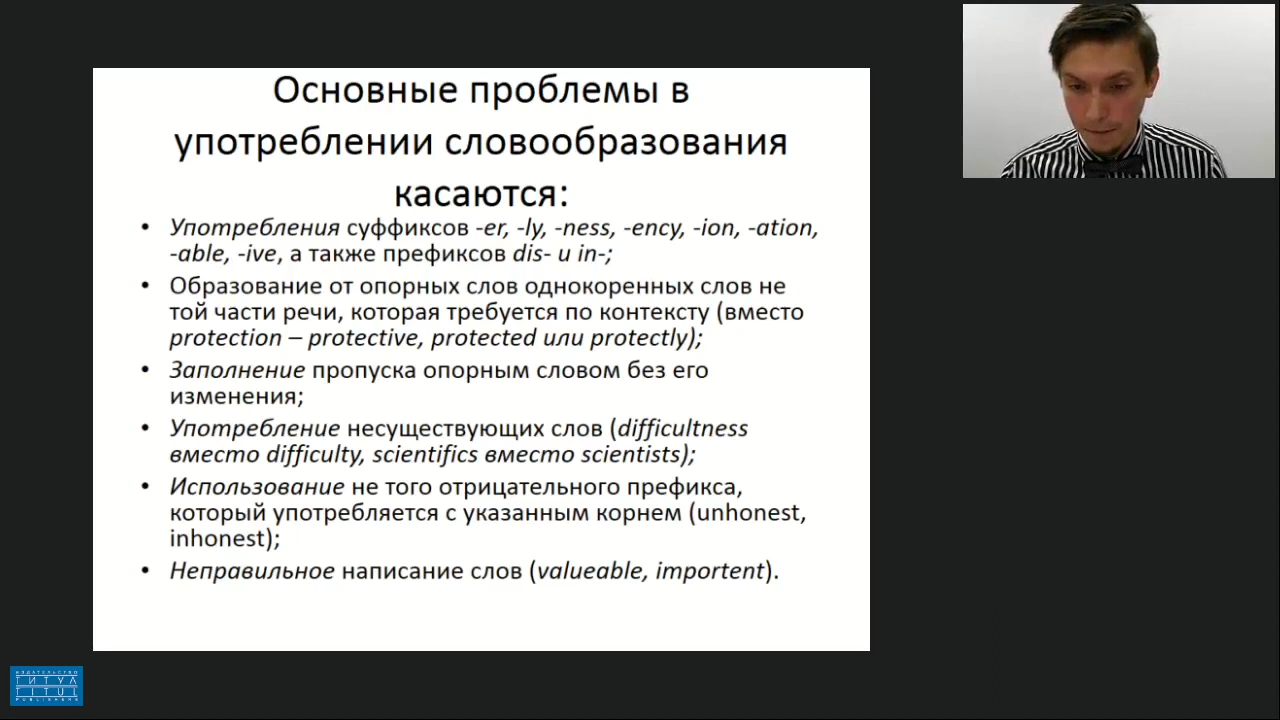 Основные проблемы в
употреблении словообразования
касаются:
• Употребления суффиксов -er, -ly, -ness, -ency, -ion, -ation,
-able, -ive, а также префиксов dis- и in-;
• Образование от опорных слов однокоренных слов не
той части речи, которая требуется по контексту (вместо
protection – protective, protected или protectly);
• Заполнение пропуска опорным словом без его
изменения;
• Употребление несуществующих слов (difficultness
вместо difficulty, scientifics вместо scientists);
• Использование не того отрицательного префикса,
который употребляется с указанным корнем (unhonest,
inhonest);
• Неправильное написание слов (valueable, importent).
ИЗДАТЕЛЬСТВО
ТИТУЛ
TITUL
PUBLISHERS